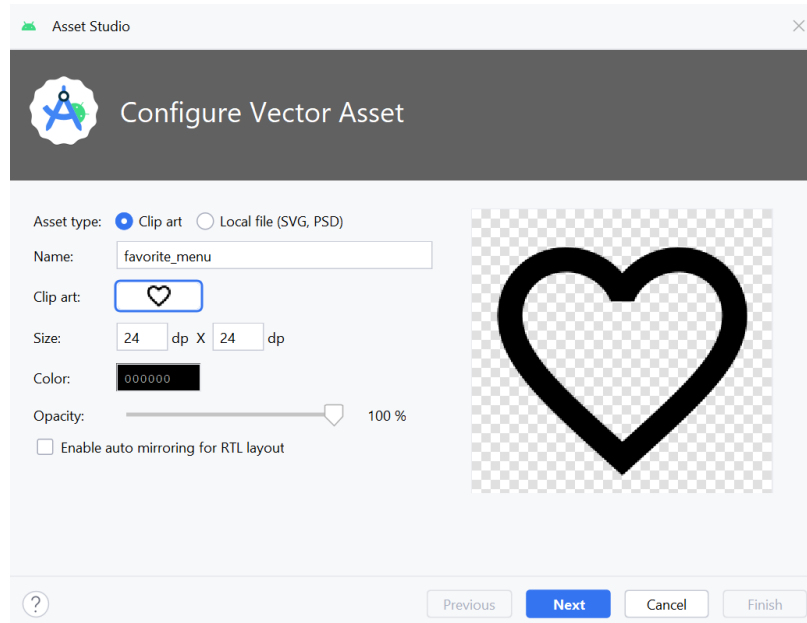 Asset Studio
Configure Vector Asset
Asset type: Clip art Local file (SVG, PSD)
Name: favorite_menu
Clip art:
Size: 24 dp X 24 dp
Color: 000000
Opacity: 100 %
Enable auto mirroring for RTL layout
? Previous Next Cancel Finish